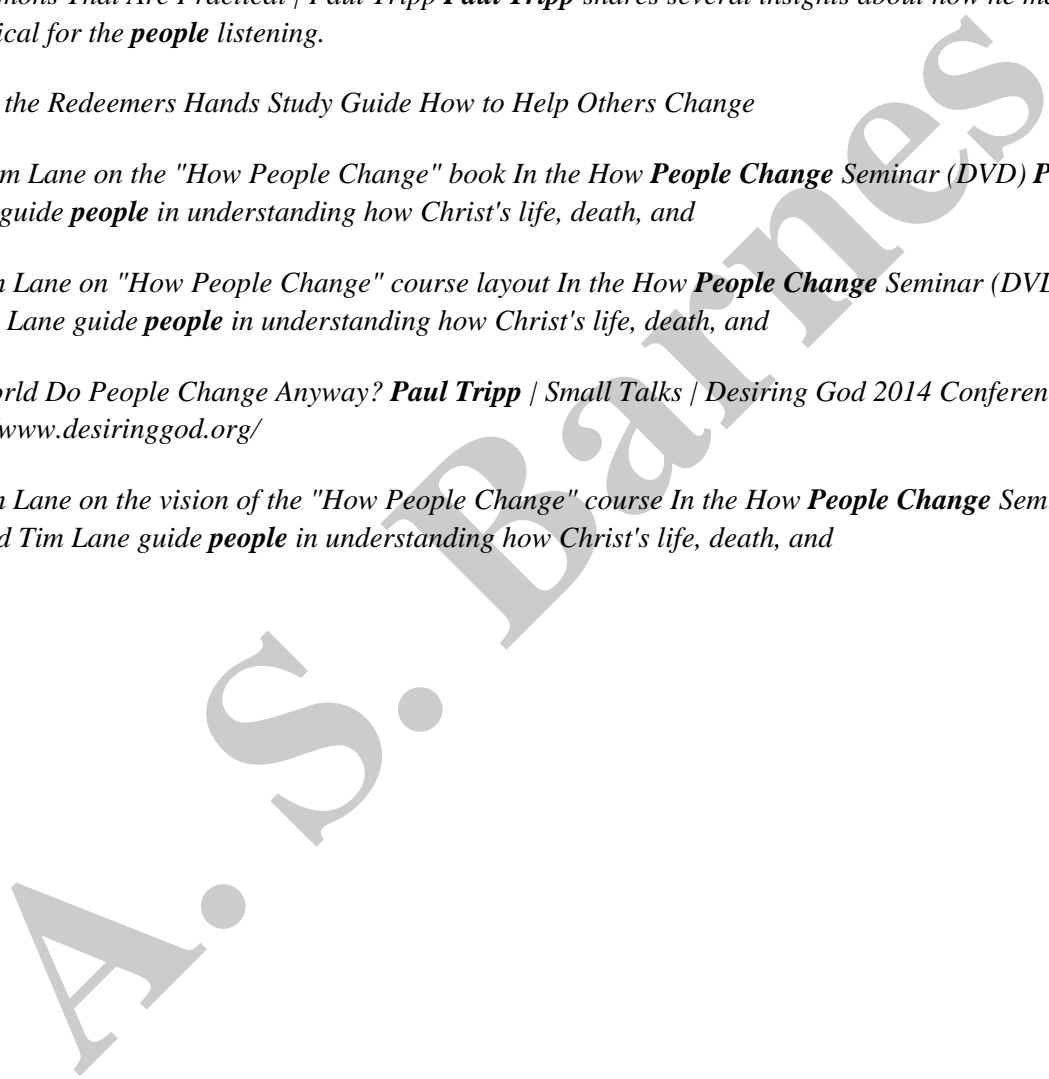 mons That Are Practical | Paul Tripp Paul Tripp shares several insights about how he ma
ical for the people listening.
the Redeemers Hands Study Guide How to Help Others Change
m Lane on the "How People Change" book In the How People Change Seminar (DVD) P
guide people in understanding how Christ's life, death, and
n Lane on "How People Change" course layout In the How People Change Seminar (DVD
Lane guide people in understanding how Christ's life, death, and
orld Do People Change Anyway? Paul Tripp | Small Talks | Desiring God 2014 Conferen
/www.desiringgod.org/
n Lane on the vision of the "How People Change" course In the How People Change Sem
d Tim Lane guide people in understanding how Christ's life, death, and
A. S. Barnes